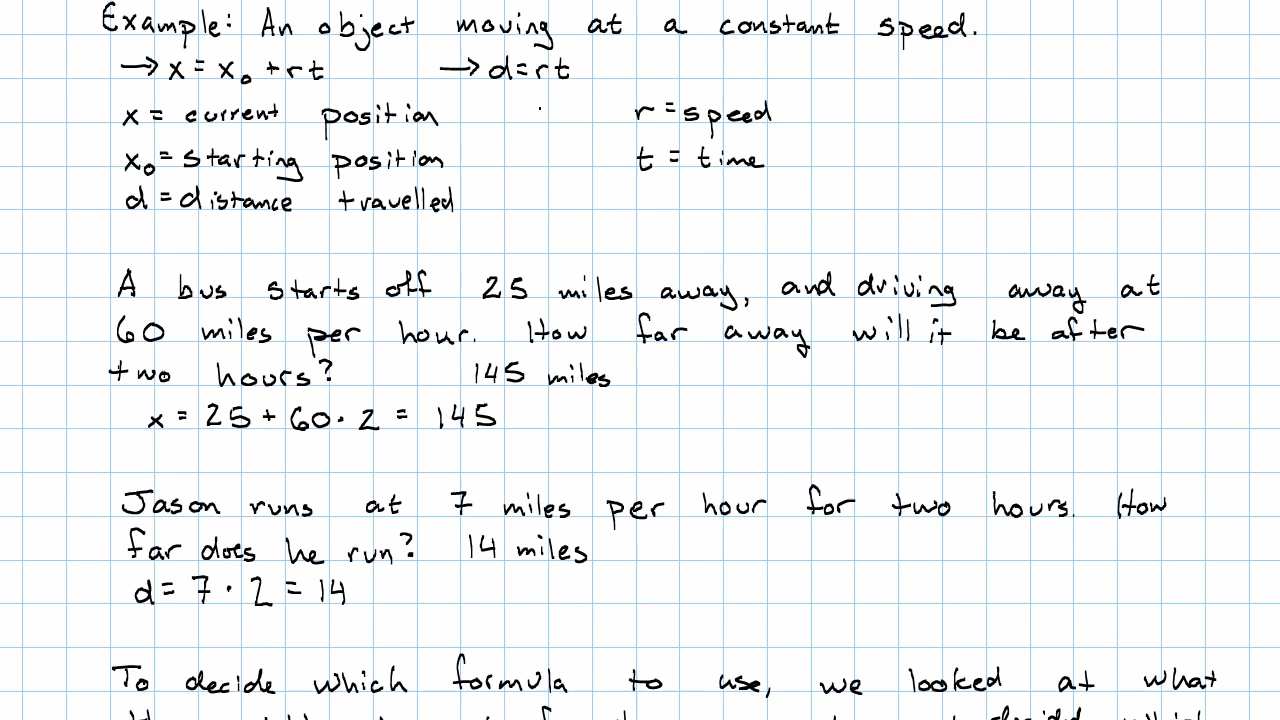 Example: An object moving at a constant speed.
→ x = x₀ + rt → d = rt
x = current position r = speed
x₀ = starting position t = time
d = distance travelled
A bus starts off 25 miles away, and driving away at
60 miles per hour. How far away will it be after
two hours? 145 miles
x = 25 + 60 · 2 = 145
Jason runs at 7 miles per hour for two hours. How
far does he run? 14 miles
d = 7 · 2 = 14
To decide which formula to use, we looked at what
decided which